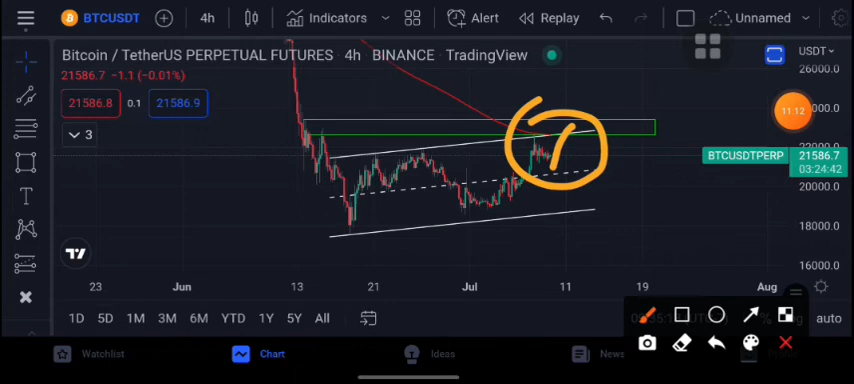 BTCUSDT 4h Indicators Alert Replay Unnamed
Bitcoin / TetherUS PERPETUAL FUTURES · 4h · BINANCE · TradingView
USDT
21586.7 −1.1 (−0.01%)
26000.0
21586.8 0.1 21586.9
11:12
3
22000.0
BTCUSDTPERP 21586.7
03:24:42
20000.0
18000.0
16000.0
23 Jun 13 21 Jul 11 19 Aug
1D 5D 1M 3M 6M YTD 1Y 5Y All
auto
Watchlist Chart Ideas News